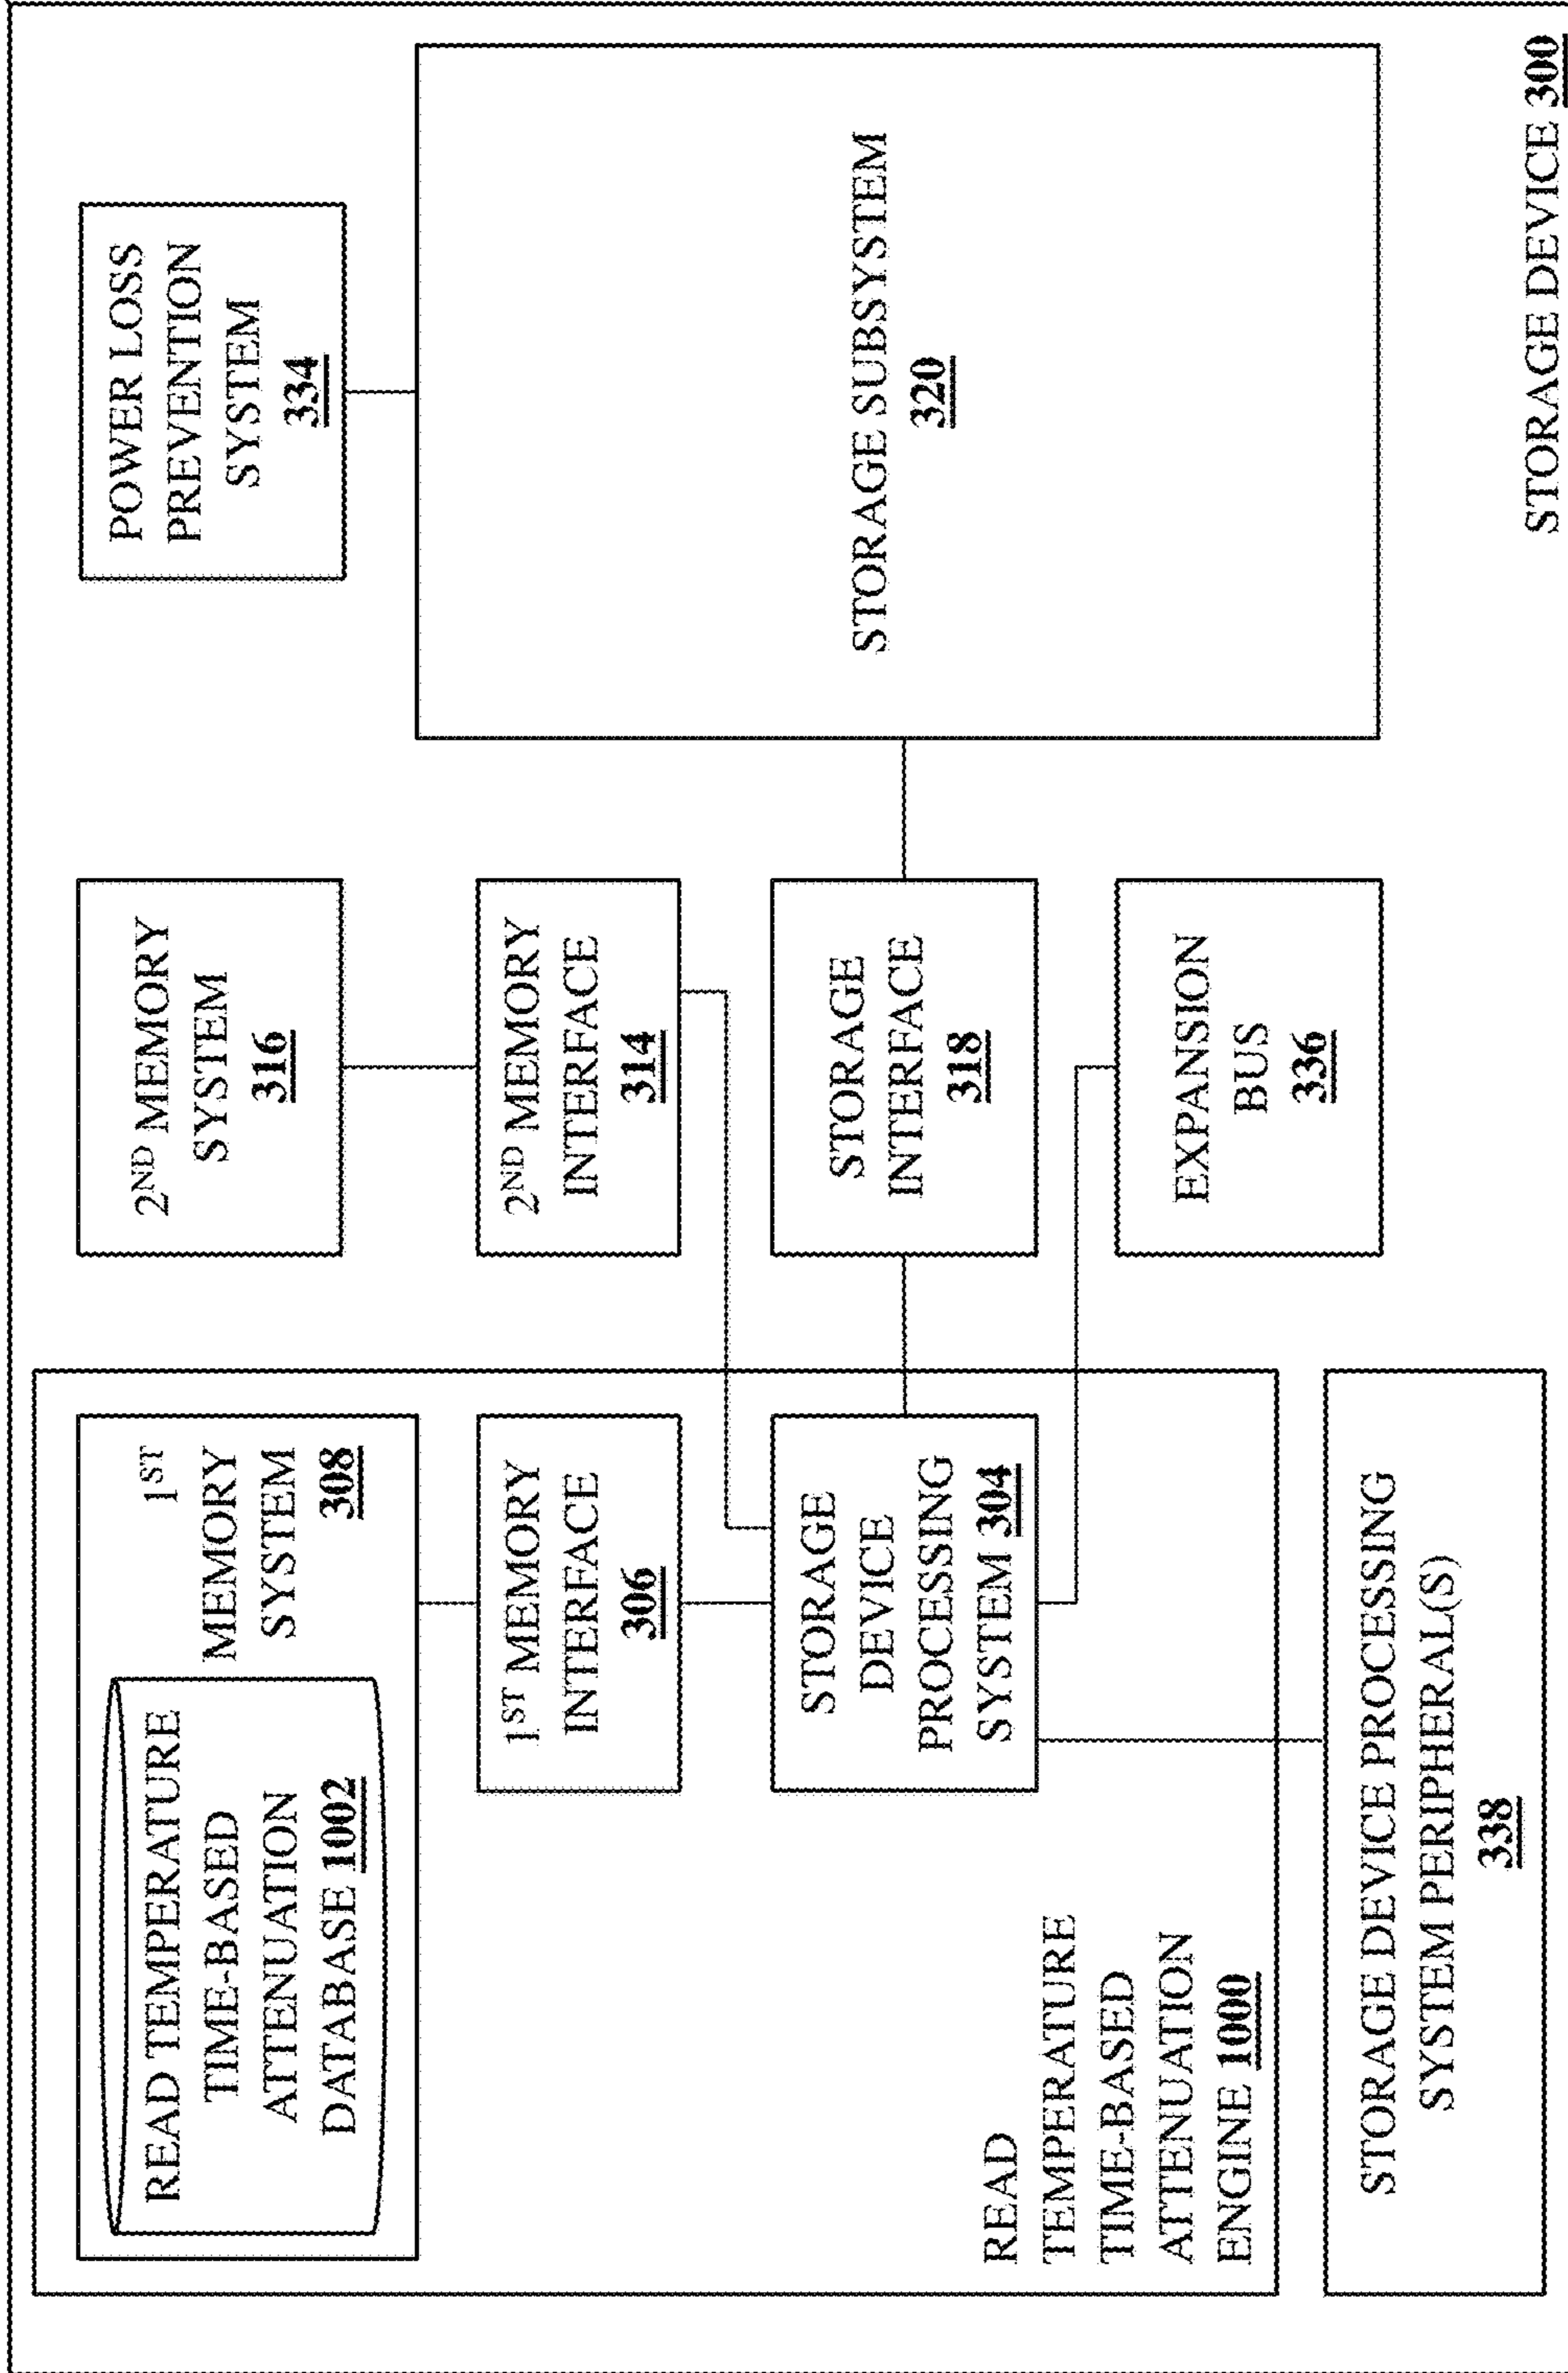 READ TEMPERATURE
TIME-BASED
ATTENUATION
DATABASE 1002
1ST
MEMORY
SYSTEM
308
1ST MEMORY
INTERFACE
306
STORAGE
DEVICE
PROCESSING
SYSTEM 304
READ
TEMPERATURE
TIME-BASED
ATTENUATION
ENGINE 1000
STORAGE DEVICE PROCESSING
SYSTEM PERIPHERAL(S)
338
2ND MEMORY
SYSTEM
316
2ND MEMORY
INTERFACE
314
STORAGE
INTERFACE
318
EXPANSION
BUS
336
POWER LOSS
PREVENTION
SYSTEM
334
STORAGE SUBSYSTEM
320
STORAGE DEVICE 300